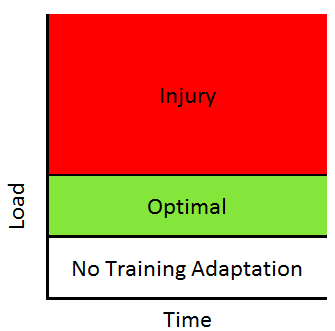 Injury
Optimal
No Training Adaptation
Load
Time